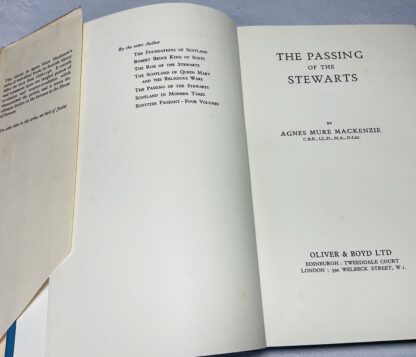 By the same Author
THE FOUNDATIONS OF SCOTLAND
ROBERT BRUCE KING OF SCOTS
THE RISE OF THE STEWARTS
THE SCOTLAND OF QUEEN MARY
AND THE RELIGIOUS WARS
THE PASSING OF THE STEWARTS
SCOTLAND IN MODERN TIMES
SCOTTISH PAGEANT - FOUR VOLUMES
THE PASSING
OF THE
STEWARTS
BY
AGNES MURE MACKENZIE
C.B.E., LL.D., M.A., D.Litt.
OLIVER & BOYD LTD
EDINBURGH : TWEEDDALE COURT
LONDON : 39A WELBECK STREET, W.1.